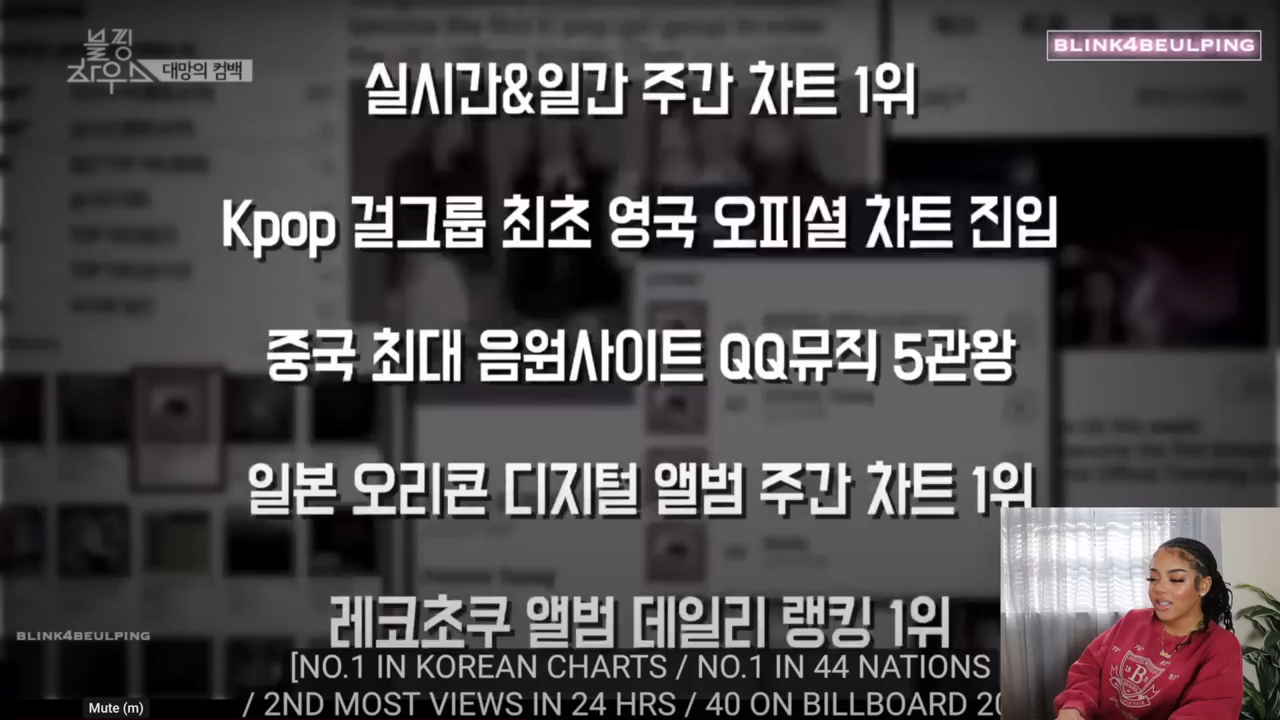 블핑
하우스 대망의 컴백
BLINK4BEULPING
실시간&일간 주간 차트 1위
Kpop 걸그룹 최초 영국 오피셜 차트 진입
중국 최대 음원사이트 QQ뮤직 5관왕
일본 오리콘 디지털 앨범 주간 차트 1위
레코초쿠 앨범 데일리 랭킹 1위
BLINK4BEULPING
[NO.1 IN KOREAN CHARTS / NO.1 IN 44 NATIONS
/ 2ND MOST VIEWS IN 24 HRS / 40 ON BILLBOARD
Mute (m)
B